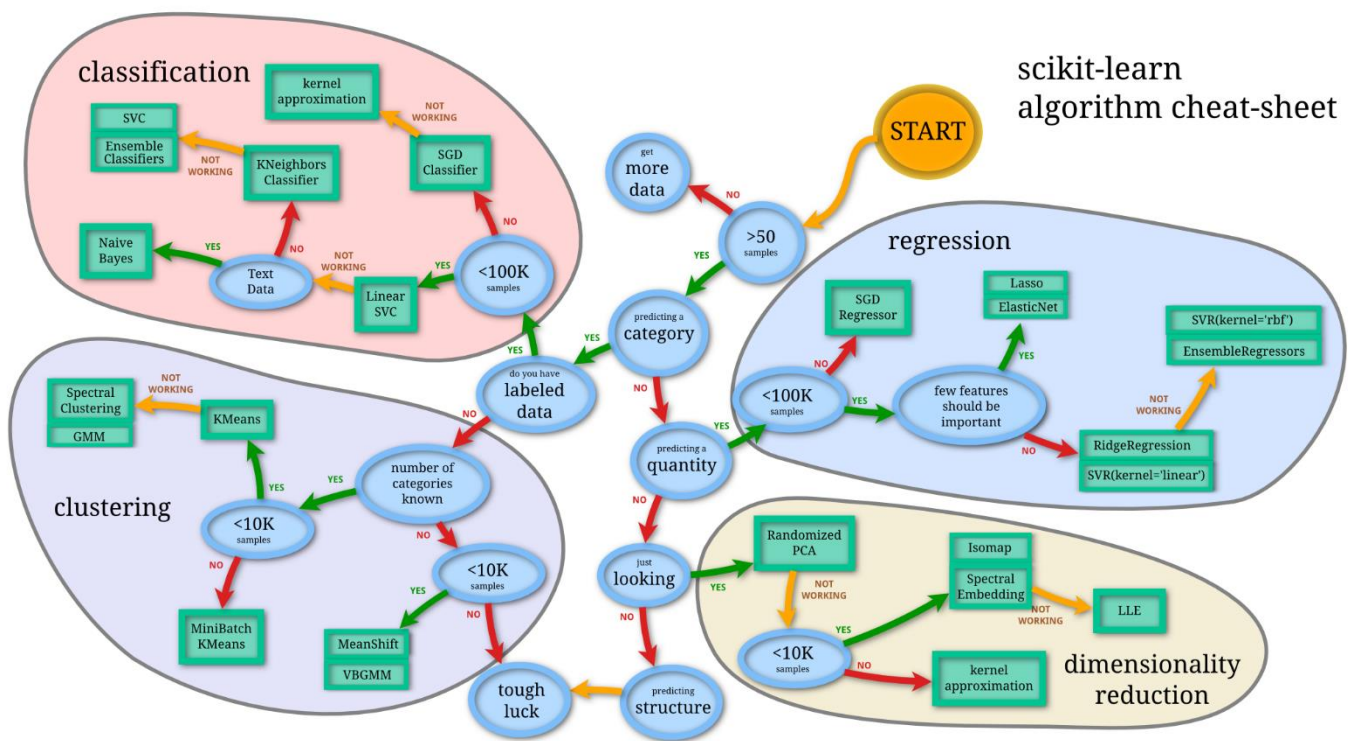 scikit-learn
algorithm cheat-sheet
START
get
more
data
NO
>50
samples
YES
predicting a
category
YES
NO
do you have
labeled
data
YES
NO
predicting a
quantity
YES
NO
just
looking
YES
NO
predicting
structure
tough
luck
classification
kernel
approximation
NOT
WORKING
SVC
Ensemble
Classifiers
NOT
WORKING
KNeighbors
Classifier
SGD
Classifier
NO
Naive
Bayes
YES
NO
Text
Data
NOT
WORKING
Linear
SVC
YES
<100K
samples
regression
SGD
Regressor
NO
<100K
samples
YES
Lasso
ElasticNet
YES
few features
should be
important
NO
SVR(kernel='rbf')
EnsembleRegressors
NOT
WORKING
RidgeRegression
SVR(kernel='linear')
clustering
Spectral
Clustering
GMM
NOT
WORKING
KMeans
YES
<10K
samples
NO
MiniBatch
KMeans
number of
categories
known
YES
NO
<10K
samples
YES
NO
MeanShift
VBGMM
dimensionality
reduction
Randomized
PCA
NOT
WORKING
<10K
samples
YES
NO
Isomap
Spectral
Embedding
NOT
WORKING
LLE
kernel
approximation